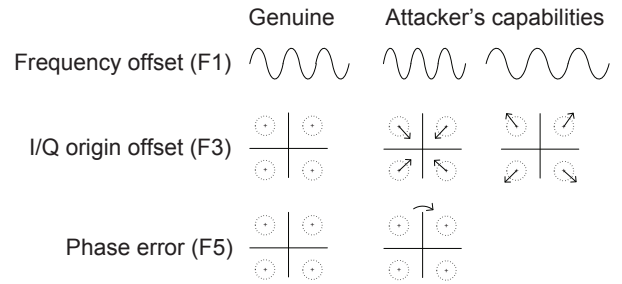 Genuine Attacker's capabilities
Frequency offset (F1)
I/Q origin offset (F3)
Phase error (F5)